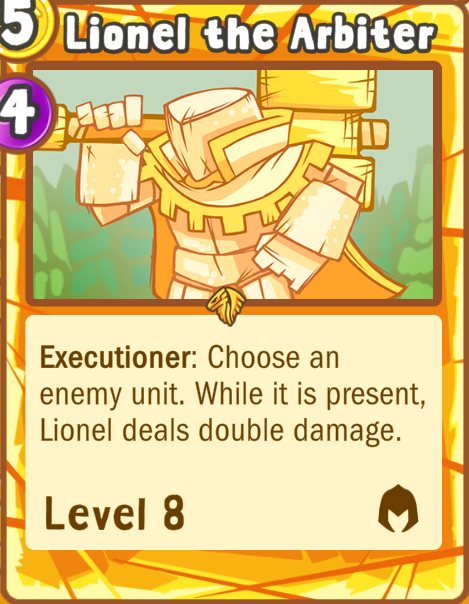 5
Lionel the Arbiter
4
Executioner: Choose an
enemy unit. While it is present,
Lionel deals double damage.
Level 8